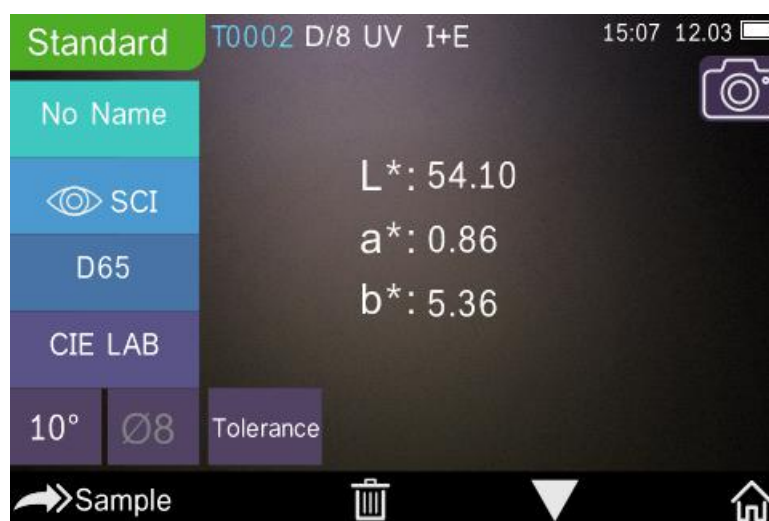 Standard T0002 D/8 UV I+E 15:07 12.03
No Name
SCI
D65
CIE LAB
10° Ø8 Tolerance
L*: 54.10
a*: 0.86
b*: 5.36
Sample